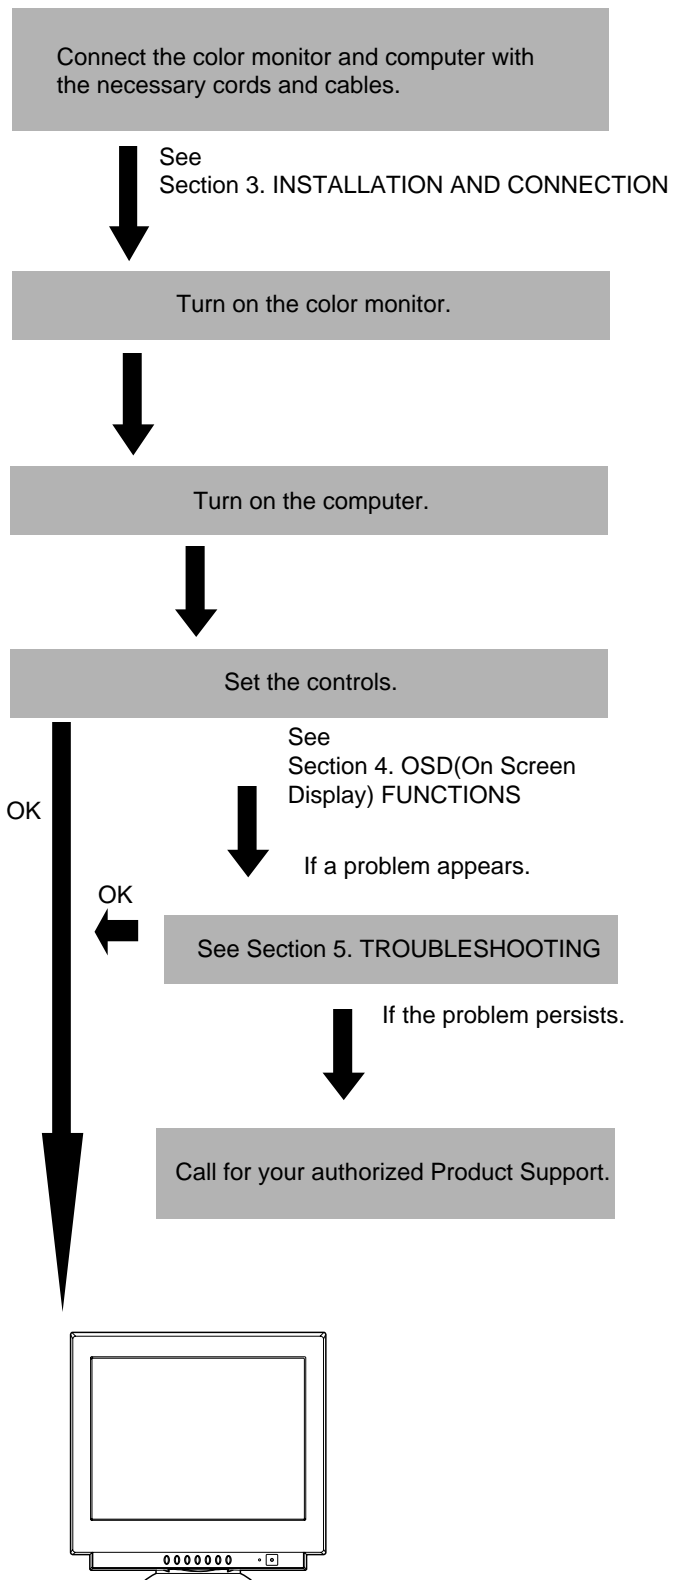 Connect the color monitor and computer with
the necessary cords and cables.
See
Section 3. INSTALLATION AND CONNECTION
Turn on the color monitor.
Turn on the computer.
Set the controls.
See
Section 4. OSD(On Screen
Display) FUNCTIONS
OK
If a problem appears.
OK
See Section 5. TROUBLESHOOTING
If the problem persists.
Call for your authorized Product Support.